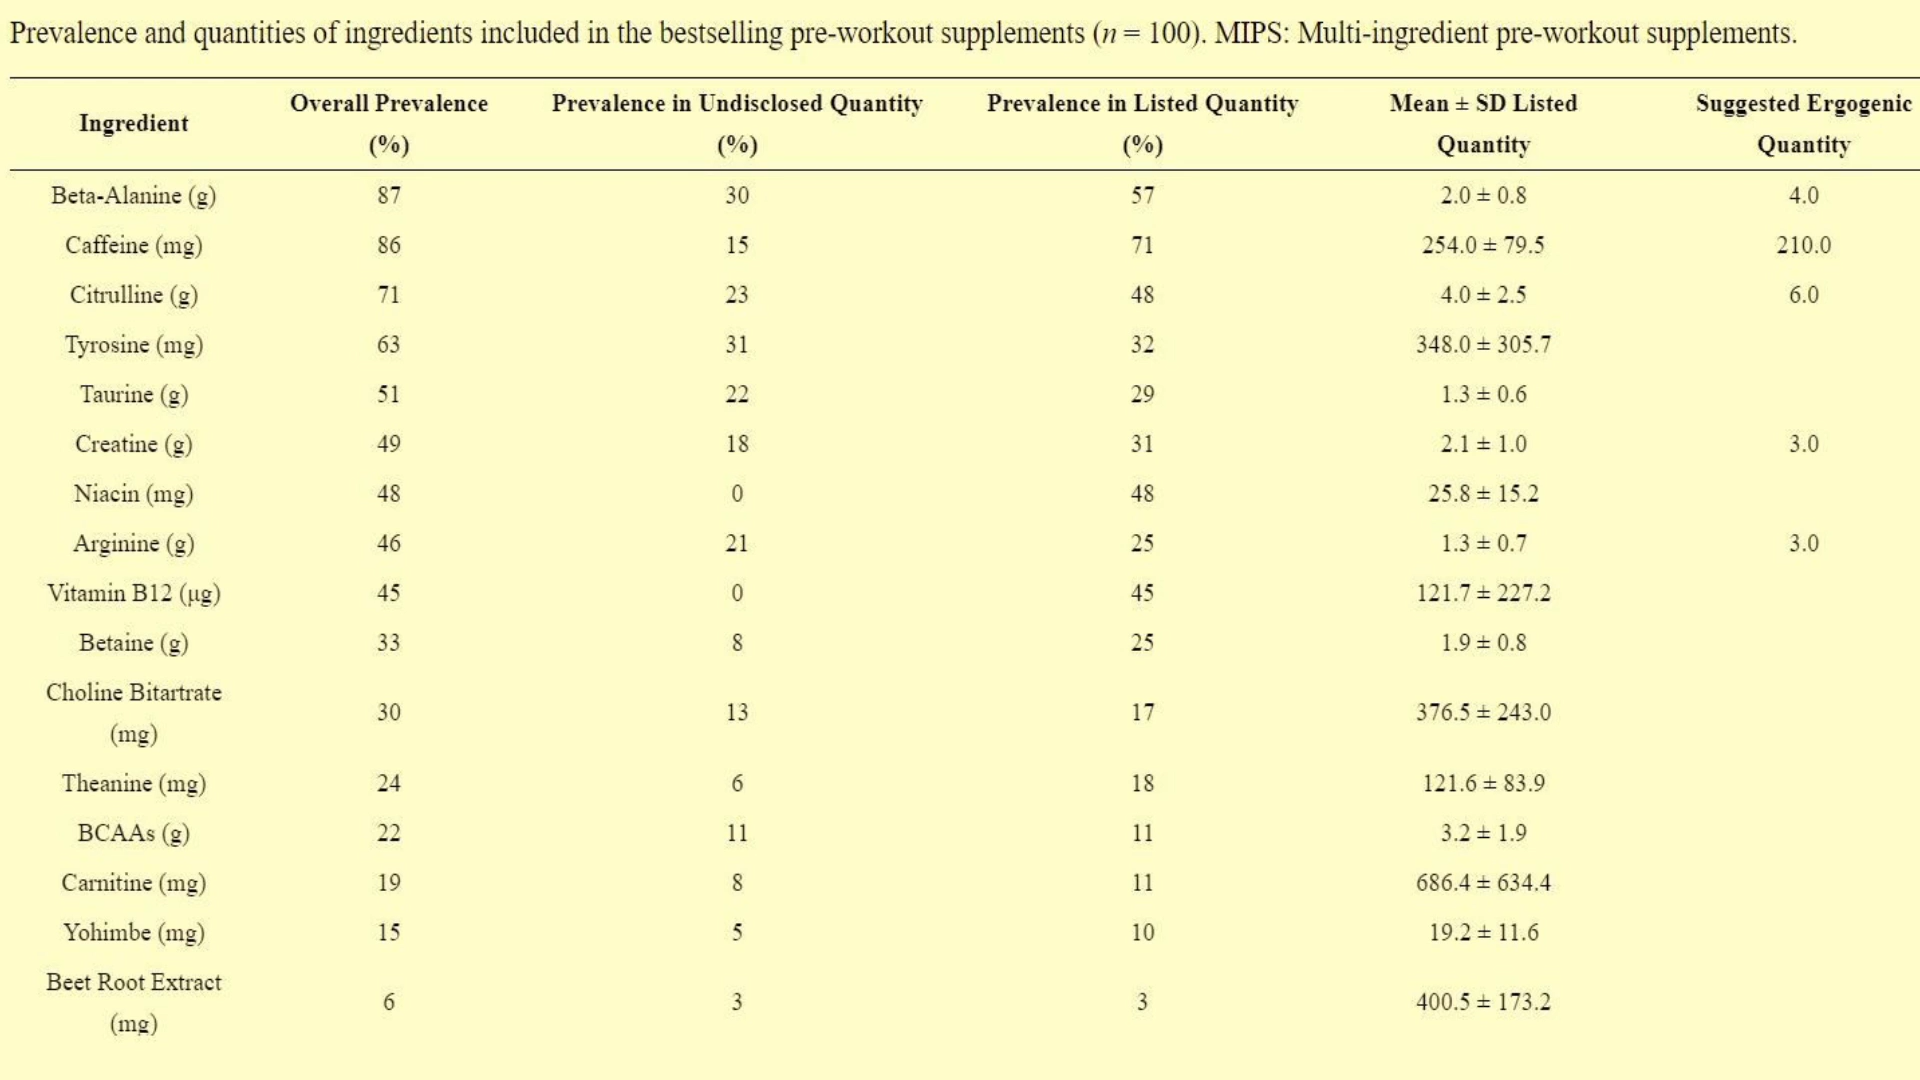 Prevalence and quantities of ingredients included in the bestselling pre-workout supplements (n = 100). MIPS: Multi-ingredient pre-workout supplements.
Ingredient Overall Prevalence (%) Prevalence in Undisclosed Quantity (%) Prevalence in Listed Quantity (%) Mean ± SD Listed Quantity Suggested Ergogenic Quantity
Beta-Alanine (g) 87 30 57 2.0 ± 0.8 4.0
Caffeine (mg) 86 15 71 254.0 ± 79.5 210.0
Citrulline (g) 71 23 48 4.0 ± 2.5 6.0
Tyrosine (mg) 63 31 32 348.0 ± 305.7
Taurine (g) 51 22 29 1.3 ± 0.6
Creatine (g) 49 18 31 2.1 ± 1.0 3.0
Niacin (mg) 48 0 48 25.8 ± 15.2
Arginine (g) 46 21 25 1.3 ± 0.7 3.0
Vitamin B12 (μg) 45 0 45 121.7 ± 227.2
Betaine (g) 33 8 25 1.9 ± 0.8
Choline Bitartrate (mg) 30 13 17 376.5 ± 243.0
Theanine (mg) 24 6 18 121.6 ± 83.9
BCAAs (g) 22 11 11 3.2 ± 1.9
Carnitine (mg) 19 8 11 686.4 ± 634.4
Yohimbe (mg) 15 5 10 19.2 ± 11.6
Beet Root Extract (mg) 6 3 3 400.5 ± 173.2